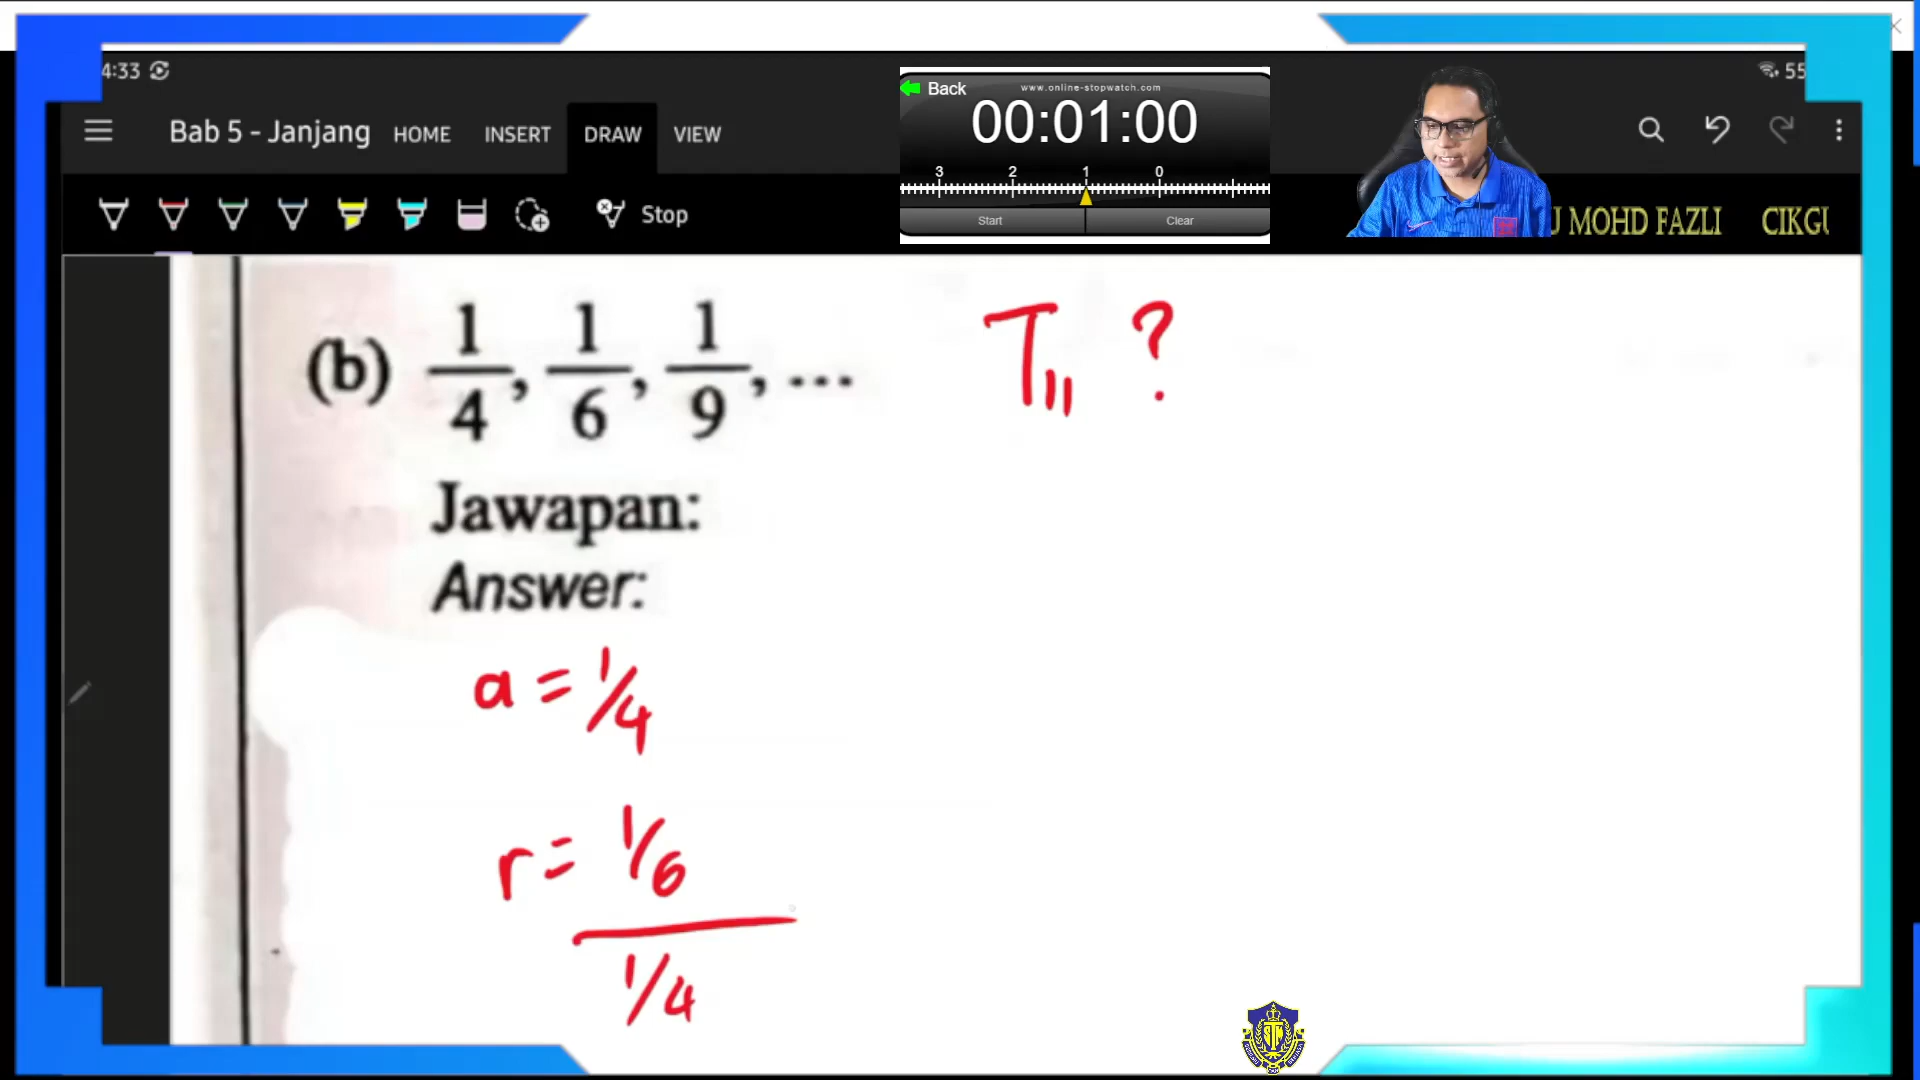 4:33
55
Bab 5 - Janjang
HOME
INSERT
DRAW
VIEW
Back
www.online-stopwatch.com
00:01:00
3 2 1 0
Start
Clear
Stop
U MOHD FAZLI
CIKGU
(b) 1/4, 1/6, 1/9, ...
T₁₁ ?
Jawapan:
Answer:
a = 1/4
r = 1/6
1/4